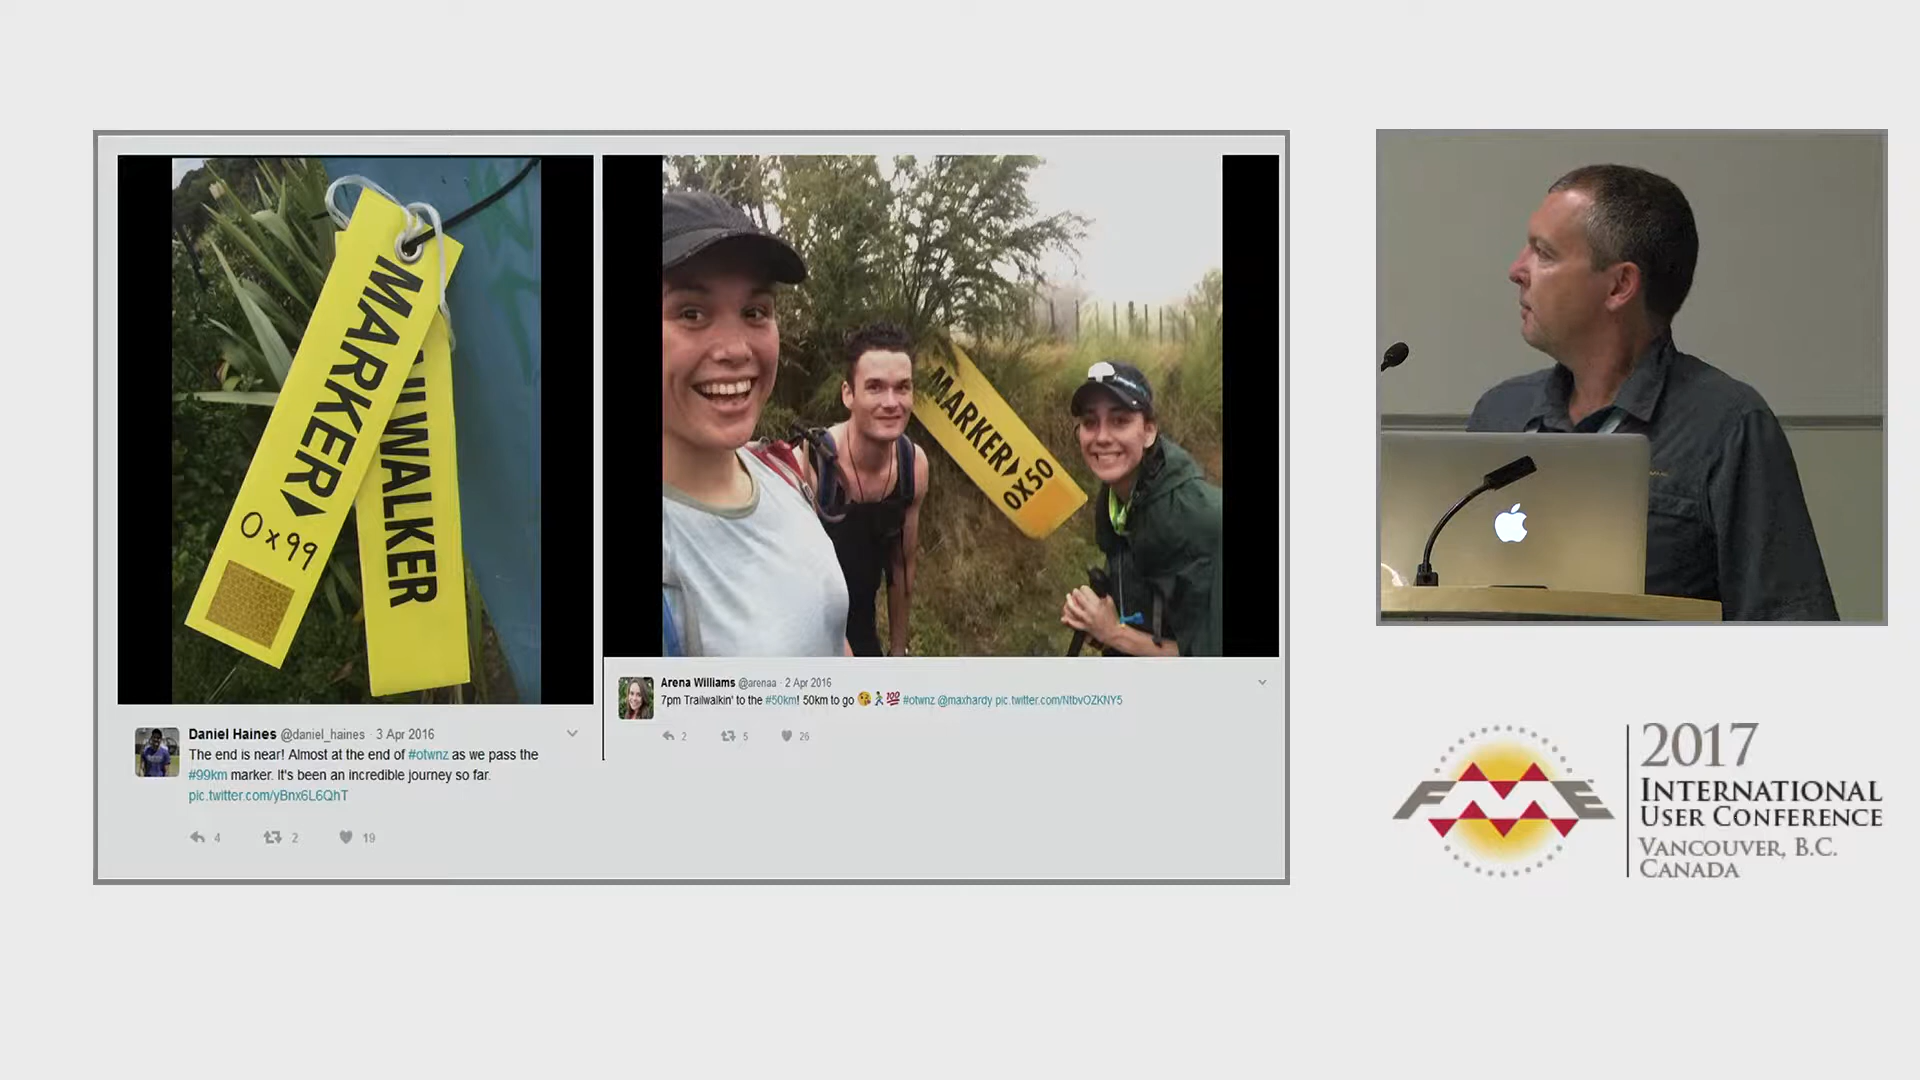 MARKER
0x99
WALKER
MARKER
0X50
Daniel Haines @daniel_haines · 3 Apr 2016
The end is near! Almost at the end of #otwnz as we pass the
#99km marker. It's been an incredible journey so far.
pic.twitter.com/yBnx6L6QhT
4 2 19
Arena Williams @arenaa · 2 Apr 2016
7pm Trailwalkin' to the #50km! 50km to go 😘🚶💯 #otwnz @maxhardy pic.twitter.com/NtbvOZKNY5
2 5 26
FME
2017
INTERNATIONAL
USER CONFERENCE
VANCOUVER, B.C.
CANADA